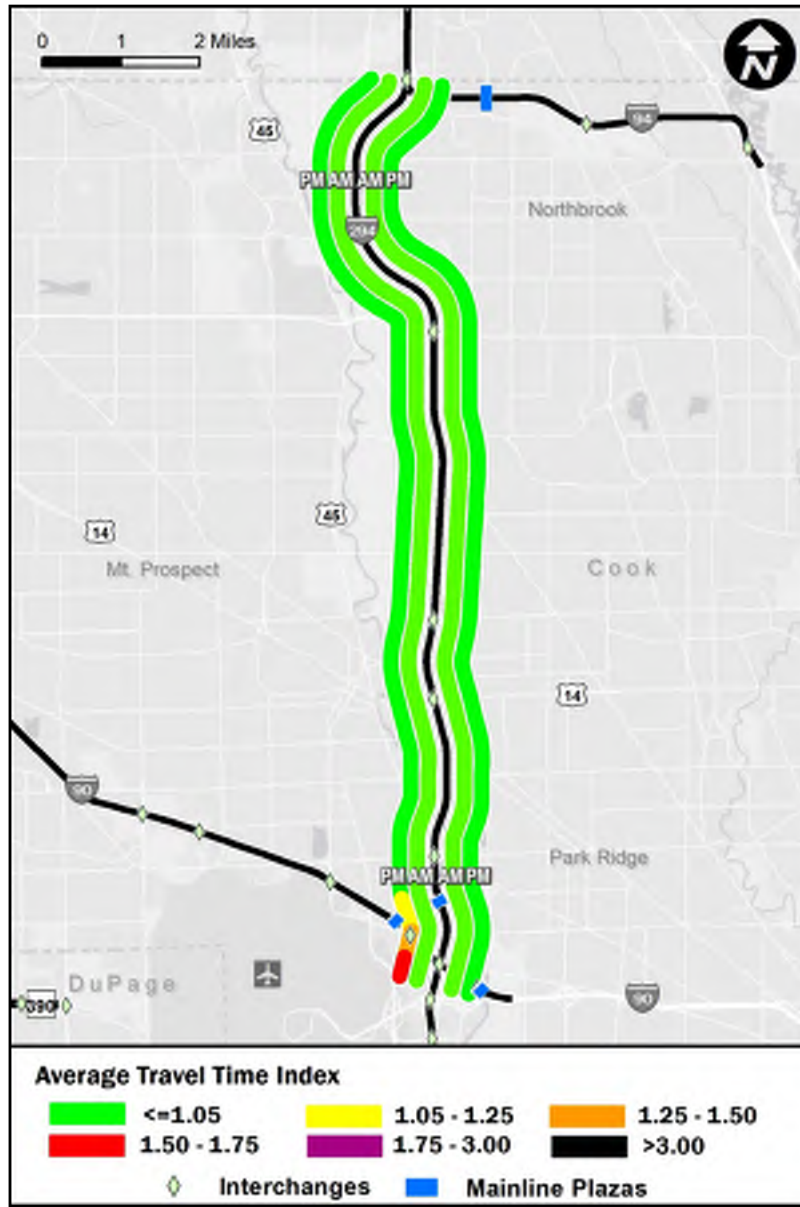 0 1 2 Miles
N
45
94
Northbrook
PM AM AM PM
294
14
45
Mt. Prospect
Cook
14
90
Park Ridge
PM AM AM PM
DuPage
390
90
Average Travel Time Index
<=1.05 1.05 - 1.25 1.25 - 1.50
1.50 - 1.75 1.75 - 3.00 >3.00
Interchanges Mainline Plazas